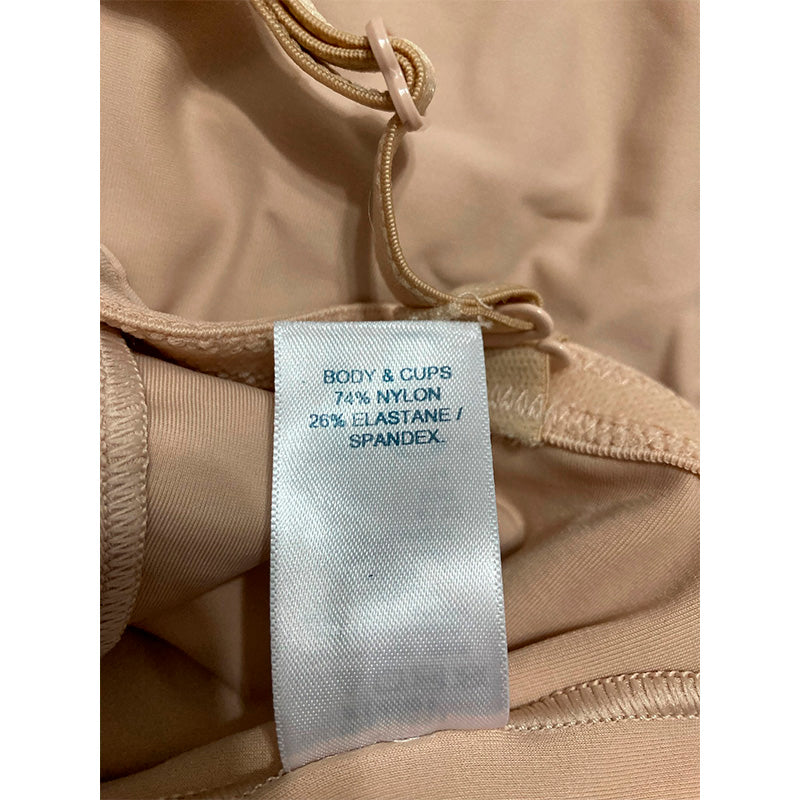 BODY & CUPS
74% NYLON
26% ELASTANE /
SPANDEX.